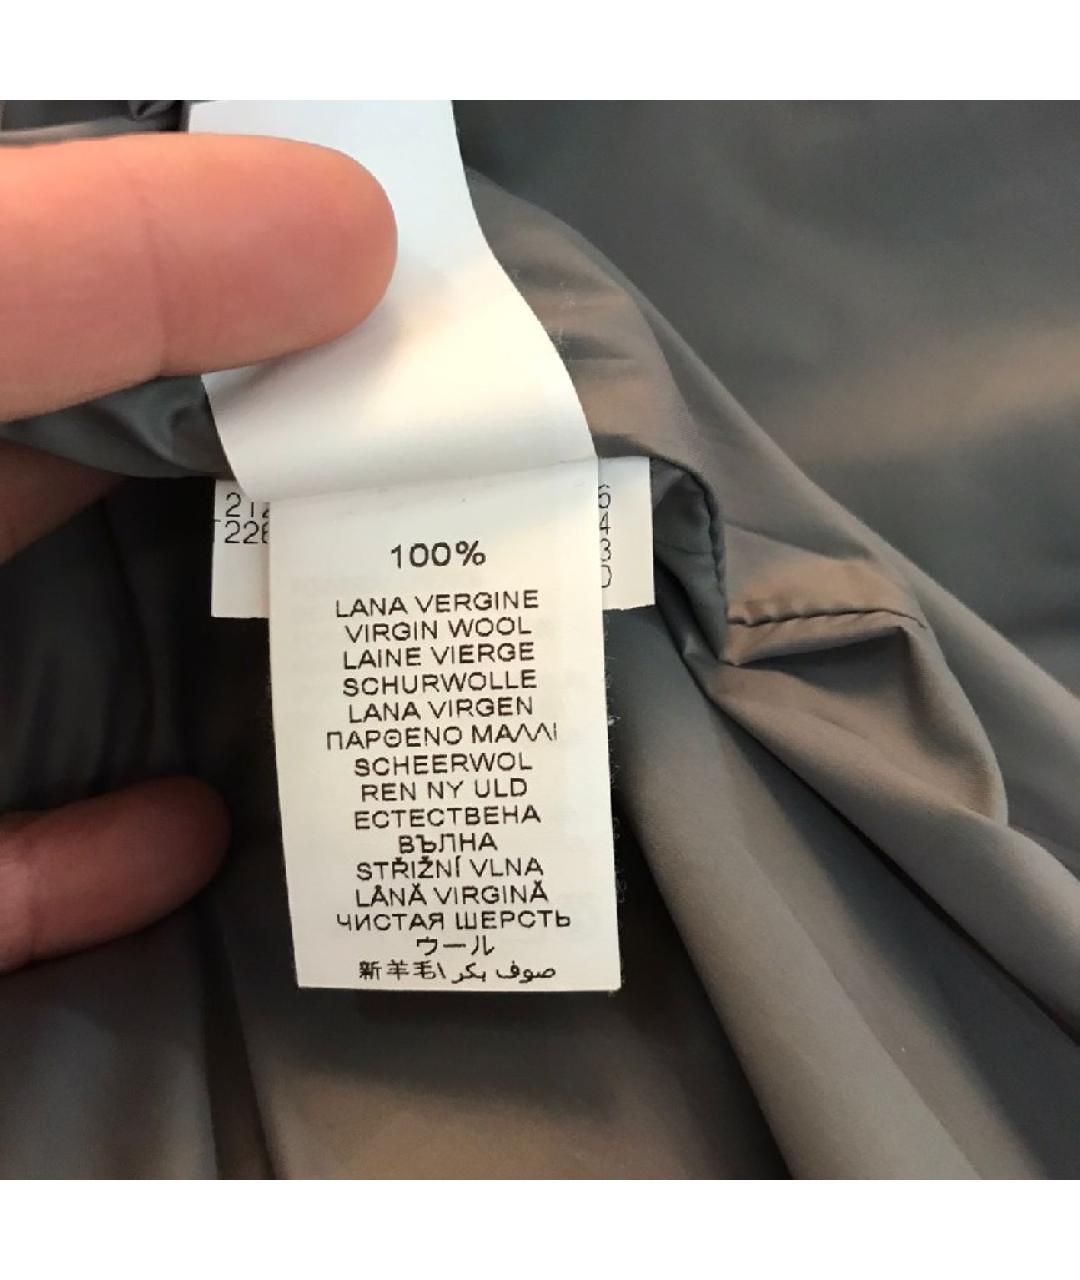 100%
LANA VERGINE
VIRGIN WOOL
LAINE VIERGE
SCHURWOLLE
LANA VIRGEN
ΠΑΡΘΕΝΟ ΜΑΛΛΙ
SCHEERWOL
REN NY ULD
ЕСТЕСТВЕНА
ВЪЛНА
STŘIŽNÍ VLNA
LÂNĂ VIRGINĂ
ЧИСТАЯ ШЕРСТЬ
ウール
新羊毛\ صوف بكر